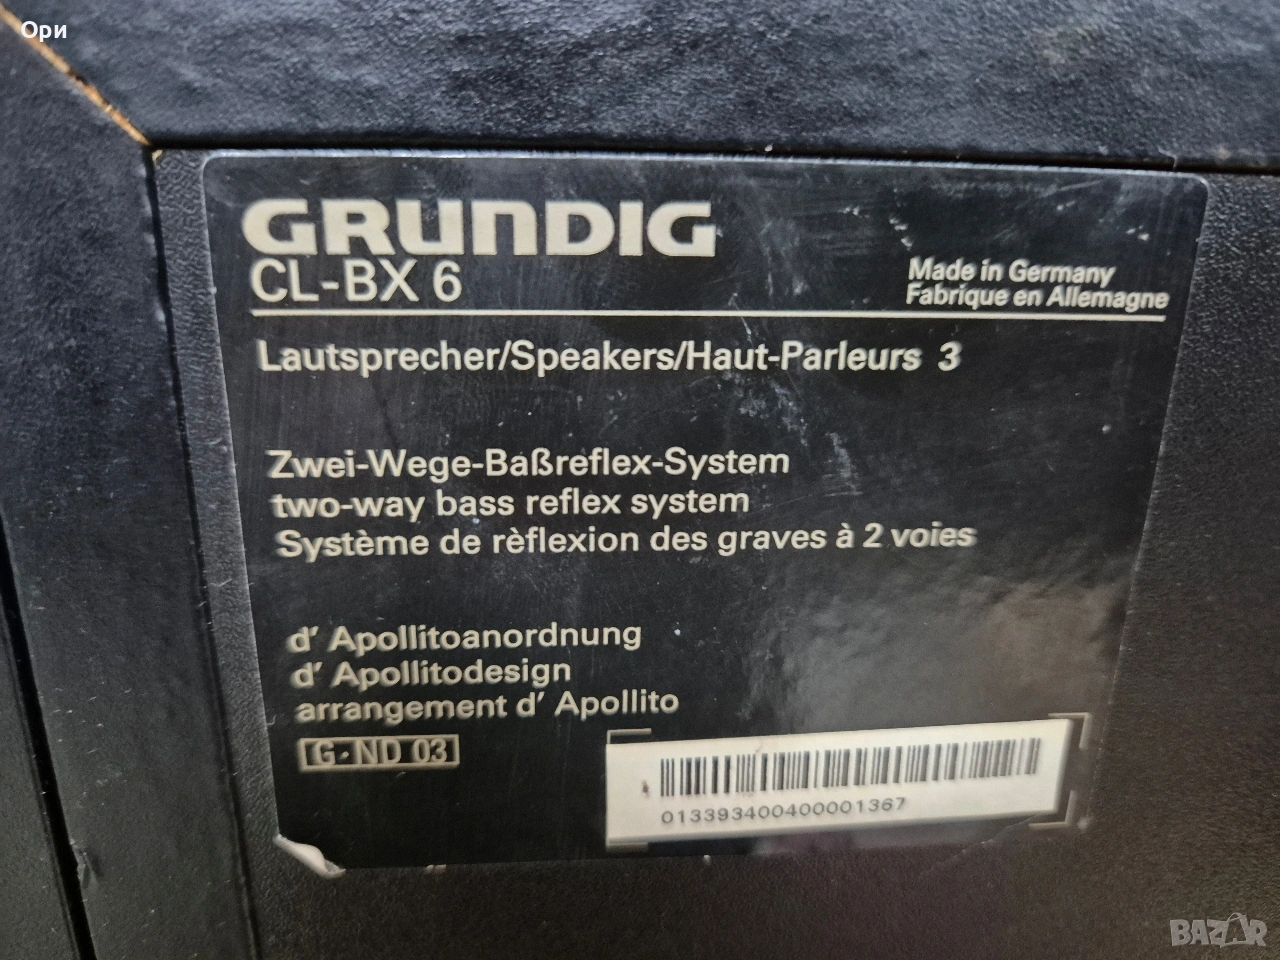 Ори
GRUNDIG
CL-BX 6
Made in Germany
Fabrique en Allemagne
Lautsprecher/Speakers/Haut-Parleurs 3
Zwei-Wege-Baßreflex-System
two-way bass reflex system
Système de rèflexion des graves à 2 voies
d' Apollitoanordnung
d' Apollitodesign
arrangement d' Apollito
G·ND 03
013393400400001367
BAZAR